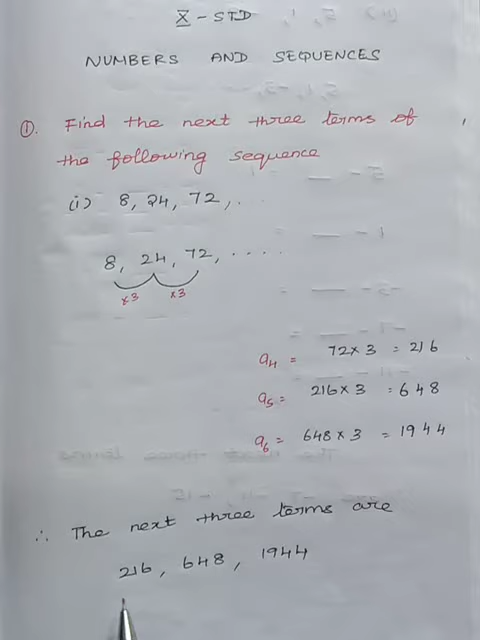 X - STD
NUMBERS AND SEQUENCES
①. Find the next three terms of
the following sequence
(i) 8, 24, 72, . .
8, 24, 72, . . . .
×3 ×3
a4 = 72 × 3 = 216
a5 = 216 × 3 = 648
a6 = 648 × 3 = 1944
∴ The next three terms are
216, 648, 1944